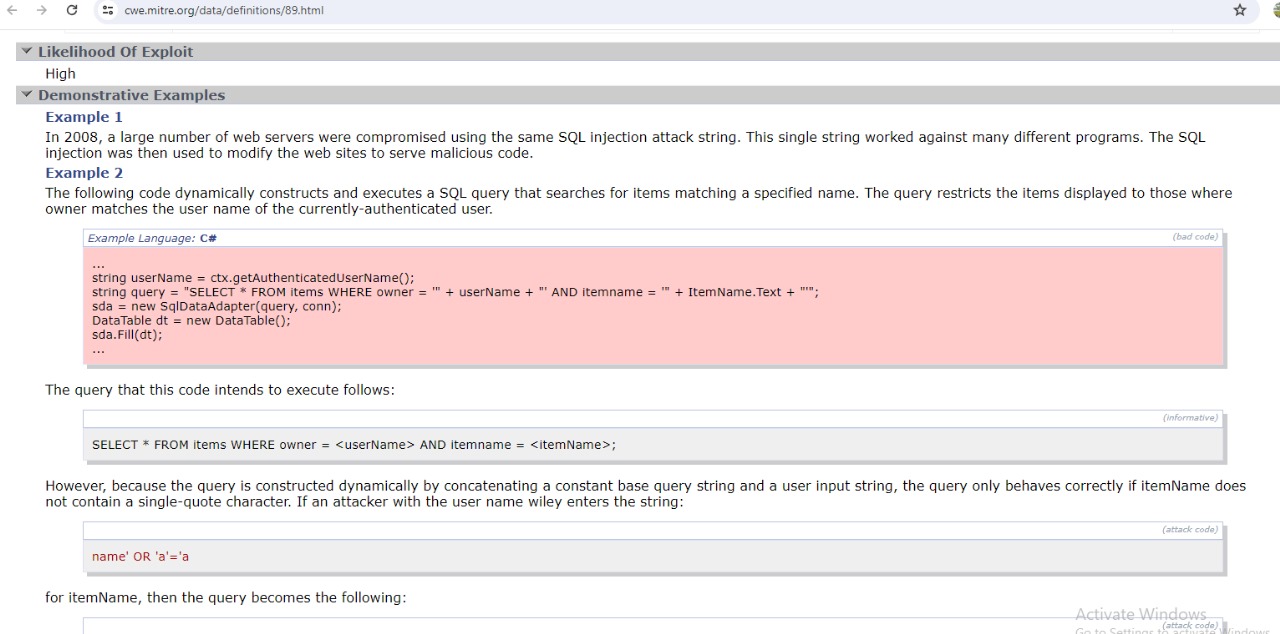 cwe.mitre.org/data/definitions/89.html
Likelihood Of Exploit
High
Demonstrative Examples
Example 1
In 2008, a large number of web servers were compromised using the same SQL injection attack string. This single string worked against many different programs. The SQL
injection was then used to modify the web sites to serve malicious code.
Example 2
The following code dynamically constructs and executes a SQL query that searches for items matching a specified name. The query restricts the items displayed to those where
owner matches the user name of the currently-authenticated user.
Example Language: C# (bad code)
...
string userName = ctx.getAuthenticatedUserName();
string query = "SELECT * FROM items WHERE owner = '" + userName + "' AND itemname = '" + ItemName.Text + "'";
sda = new SqlDataAdapter(query, conn);
DataTable dt = new DataTable();
sda.Fill(dt);
...
The query that this code intends to execute follows:
(informative)
SELECT * FROM items WHERE owner = <userName> AND itemname = <itemName>;
However, because the query is constructed dynamically by concatenating a constant base query string and a user input string, the query only behaves correctly if itemName does
not contain a single-quote character. If an attacker with the user name wiley enters the string:
(attack code)
name' OR 'a'='a
for itemName, then the query becomes the following:
Activate Windows
(attack code)
Go to Settings to activate Windows